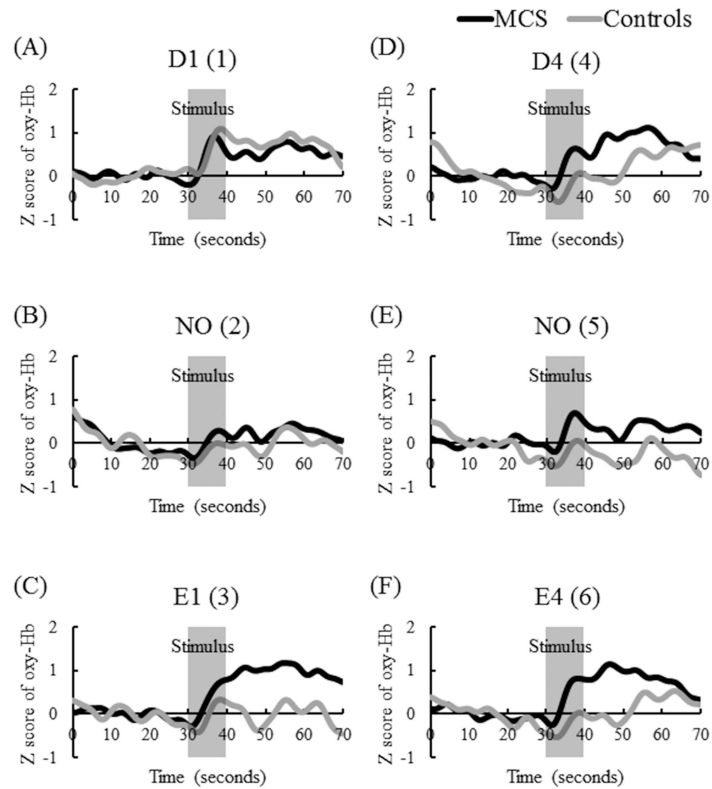 MCS Controls
(A)
D1 (1)
Stimulus
Z score of oxy-Hb
2
1
0
-1
0 10 20 30 40 50 60 70
Time (seconds)
(D)
D4 (4)
Stimulus
Z score of oxy-Hb
2
1
0
-1
0 10 20 30 40 50 60 70
Time (seconds)
(B)
NO (2)
Stimulus
Z score of oxy-Hb
2
1
0
-1
0 10 20 30 40 50 60 70
Time (seconds)
(E)
NO (5)
Stimulus
Z score of oxy-Hb
2
1
0
-1
0 10 20 30 40 50 60 70
Time (seconds)
(C)
E1 (3)
Stimulus
Z score of oxy-Hb
2
1
0
-1
0 10 20 30 40 50 60 70
Time (seconds)
(F)
E4 (6)
Stimulus
Z score of oxy-Hb
2
1
0
-1
0 10 20 30 40 50 60 70
Time (seconds)